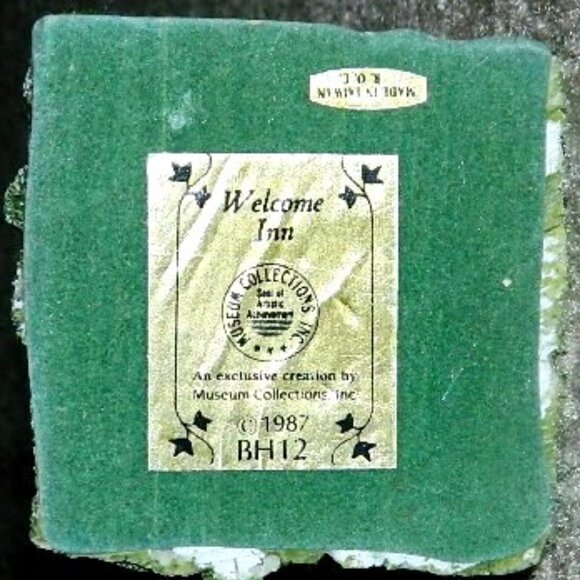 MADE IN TAIWAN
R. O. C.
Welcome
Inn
MUSEUM COLLECTIONS INC.
Seal of
Artistic
Achievement
An exclusive creation by
Museum Collections, Inc
© 1987
BH12